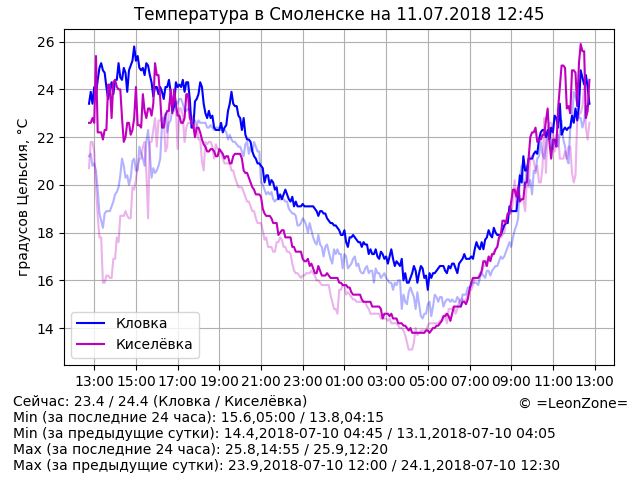 Температура в Смоленске на 11.07.2018 12:45
26
24
22
20
18
16
14
градусов Цельсия, °C
Кловка
Киселёвка
13:00 15:00 17:00 19:00 21:00 23:00 01:00 03:00 05:00 07:00 09:00 11:00 13:00
Сейчас: 23.4 / 24.4 (Кловка / Киселёвка)
© =LeonZone=
Min (за последние 24 часа): 15.6,05:00 / 13.8,04:15
Min (за предыдущие сутки): 14.4,2018-07-10 04:45 / 13.1,2018-07-10 04:05
Max (за последние 24 часа): 25.8,14:55 / 25.9,12:20
Max (за предыдущие сутки): 23.9,2018-07-10 12:00 / 24.1,2018-07-10 12:30